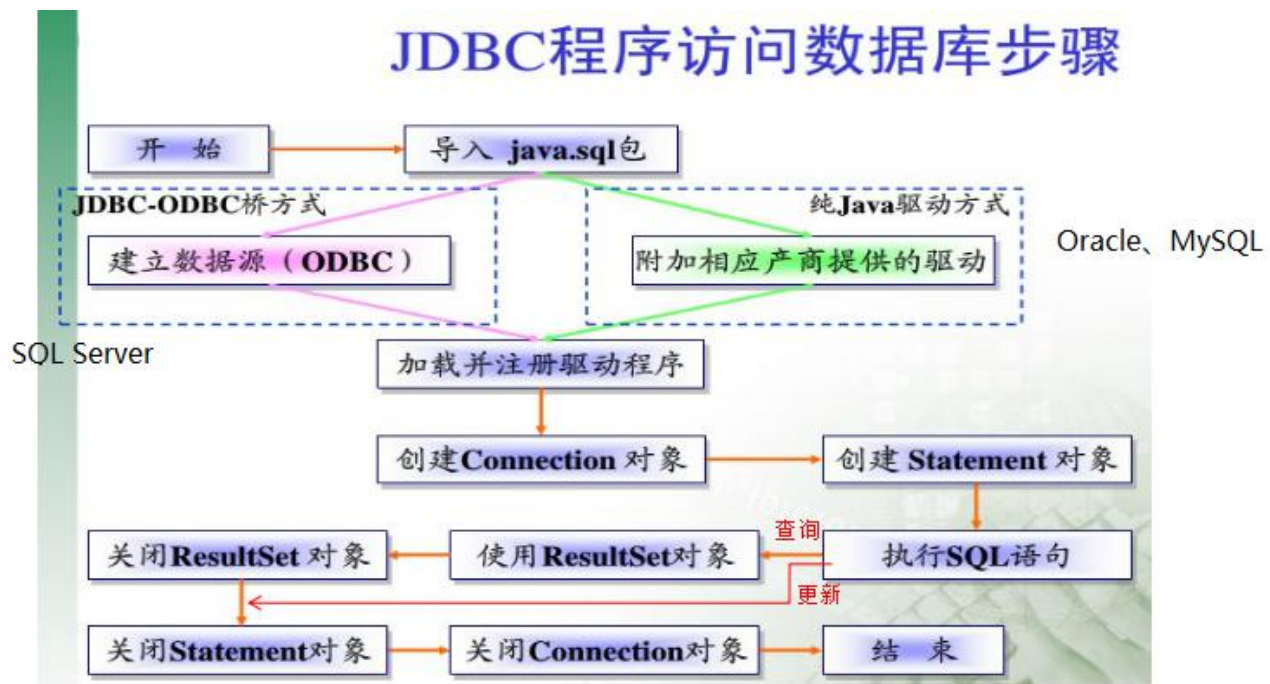 JDBC程序访问数据库步骤
开 始
导入 java.sql包
JDBC-ODBC桥方式
纯Java驱动方式
建立数据源（ODBC）
附加相应产商提供的驱动
Oracle、MySQL
SQL Server
加载并注册驱动程序
创建Connection 对象
创建 Statement 对象
查询
关闭ResultSet 对象
使用ResultSet对象
执行SQL语句
更新
关闭Statement对象
关闭Connection对象
结 束